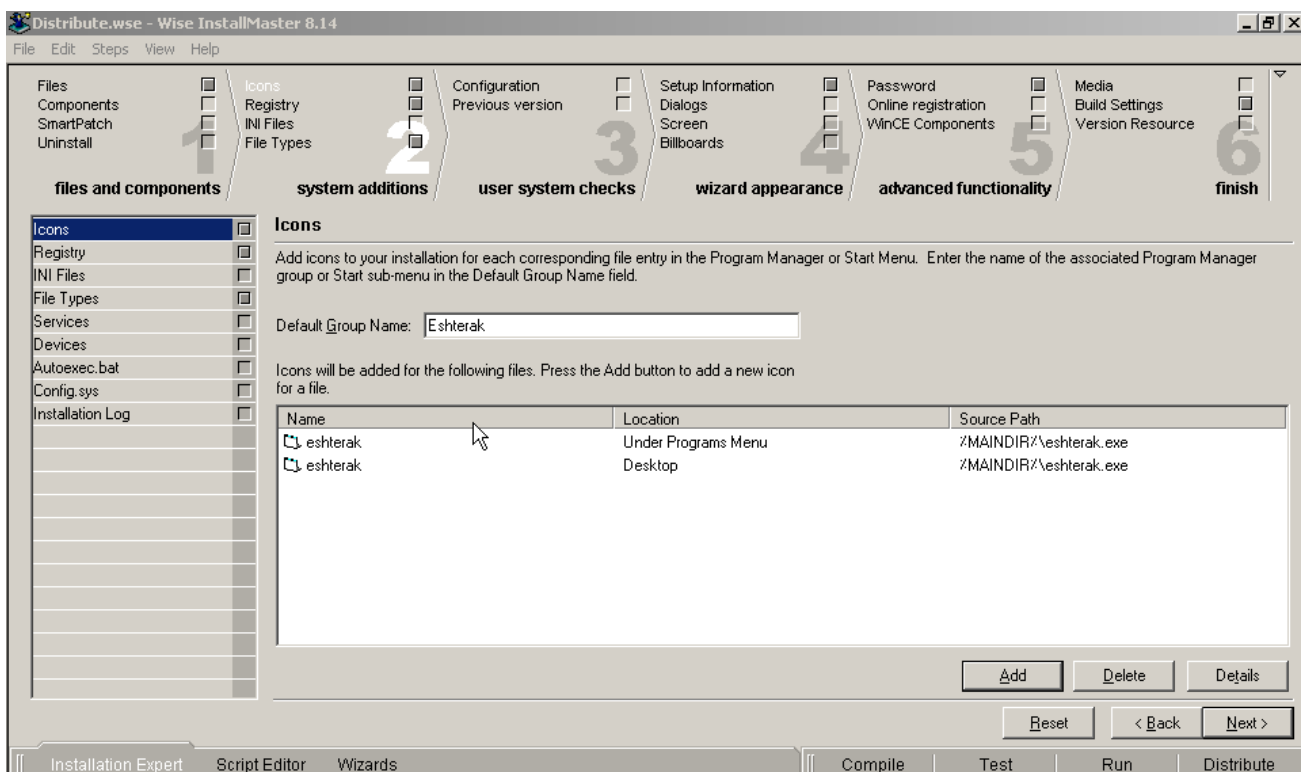 Distribute.wse - Wise InstallMaster 8.14
File Edit Steps View Help
Files
Components
SmartPatch
Uninstall
1
files and components
Icons
Registry
INI Files
File Types
2
system additions
Configuration
Previous version
3
user system checks
Setup Information
Dialogs
Screen
Billboards
4
wizard appearance
Password
Online registration
WinCE Components
5
advanced functionality
Media
Build Settings
Version Resource
6
finish
Icons
Registry
INI Files
File Types
Services
Devices
Autoexec.bat
Config.sys
Installation Log
Icons
Add icons to your installation for each corresponding file entry in the Program Manager or Start Menu. Enter the name of the associated Program Manager
group or Start sub-menu in the Default Group Name field.
Default Group Name: Eshterak
Icons will be added for the following files. Press the Add button to add a new icon
for a file.
Name Location Source Path
eshterak Under Programs Menu %MAINDIR%\eshterak.exe
eshterak Desktop %MAINDIR%\eshterak.exe
Add Delete Details
Reset < Back Next >
Installation Expert Script Editor Wizards Compile Test Run Distribute